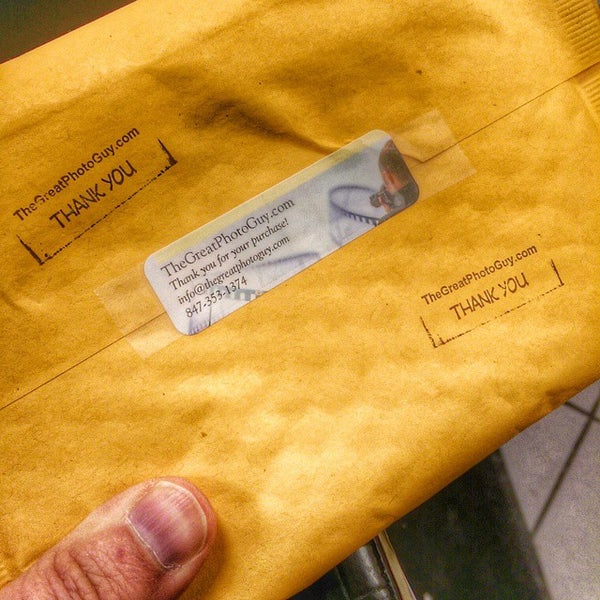 TheGreatPhotoGuy.com
THANK YOU
TheGreatPhotoGuy.com
Thank you for your purchase!
info@thegreatphotoguy.com
847-353-1374
TheGreatPhotoGuy.com
THANK YOU